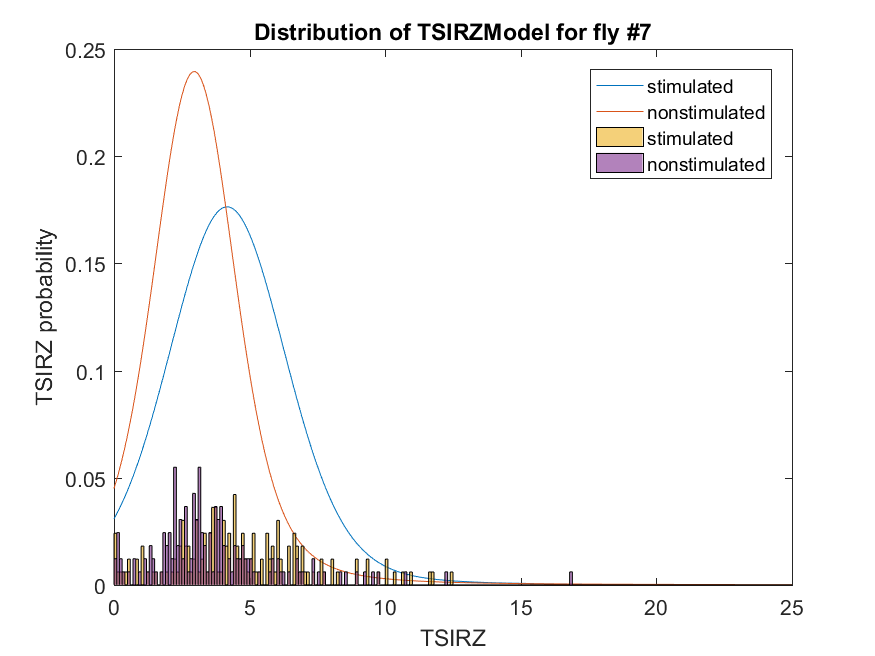 Distribution of TSIRZModel for fly #7
0.25
0.2
0.15
0.1
0.05
0
TSIRZ probability
stimulated
nonstimulated
stimulated
nonstimulated
0 5 10 15 20 25
TSIRZ